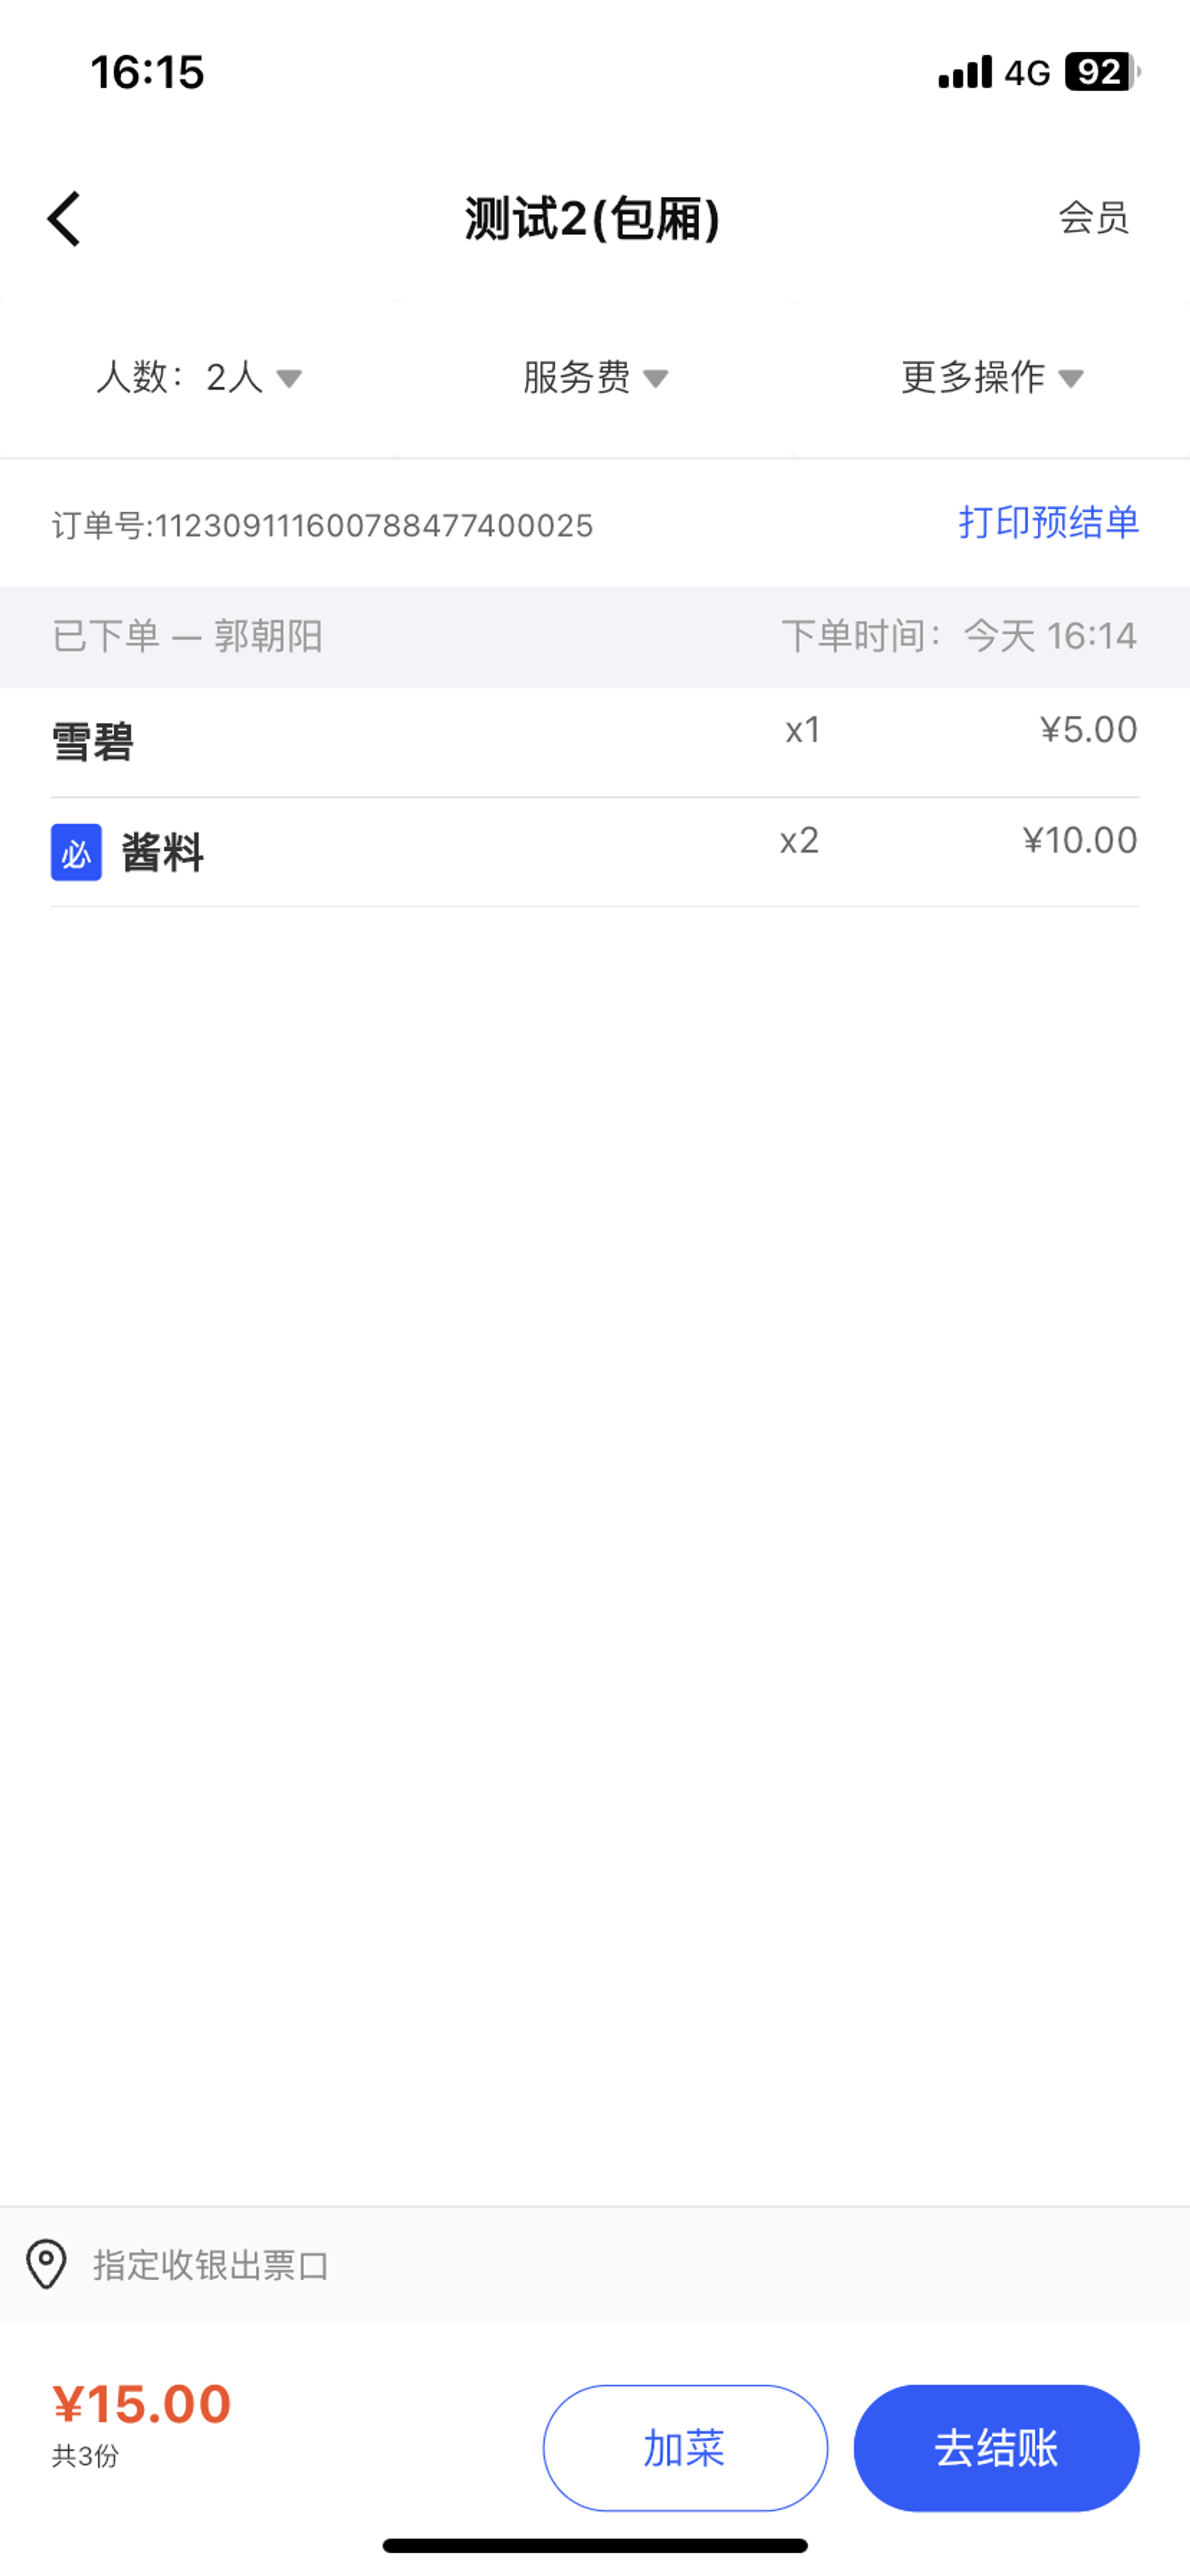 16:15
4G 92
测试2(包厢)
会员
人数：2人
服务费
更多操作
订单号:112309111600788477400025
打印预结单
已下单 — 郭朝阳
下单时间：今天 16:14
雪碧 x1 ¥5.00
必 酱料 x2 ¥10.00
指定收银出票口
¥15.00
共3份
加菜
去结账